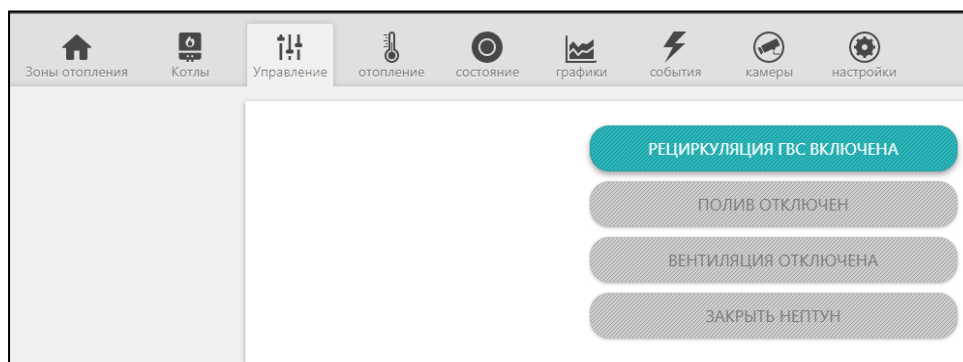 Зоны отопления
Котлы
Управление
отопление
состояние
графики
события
камеры
настройки
РЕЦИРКУЛЯЦИЯ ГВС ВКЛЮЧЕНА
ПОЛИВ ОТКЛЮЧЕН
ВЕНТИЛЯЦИЯ ОТКЛЮЧЕНА
ЗАКРЫТЬ НЕПТУН